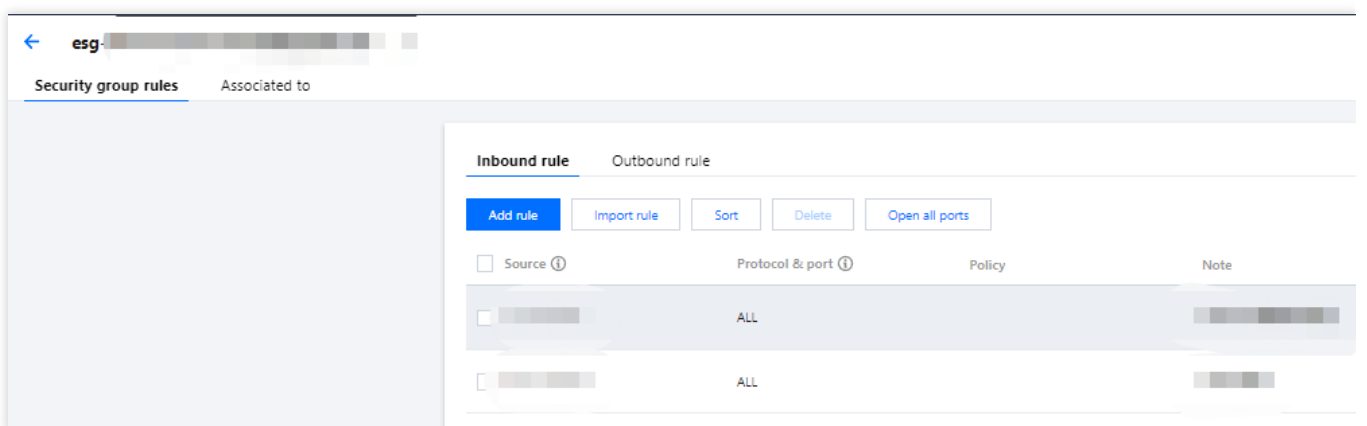 esg-
Security group rules Associated to
Inbound rule Outbound rule
Add rule Import rule Sort Delete Open all ports
Source Protocol & port Policy Note
ALL
ALL